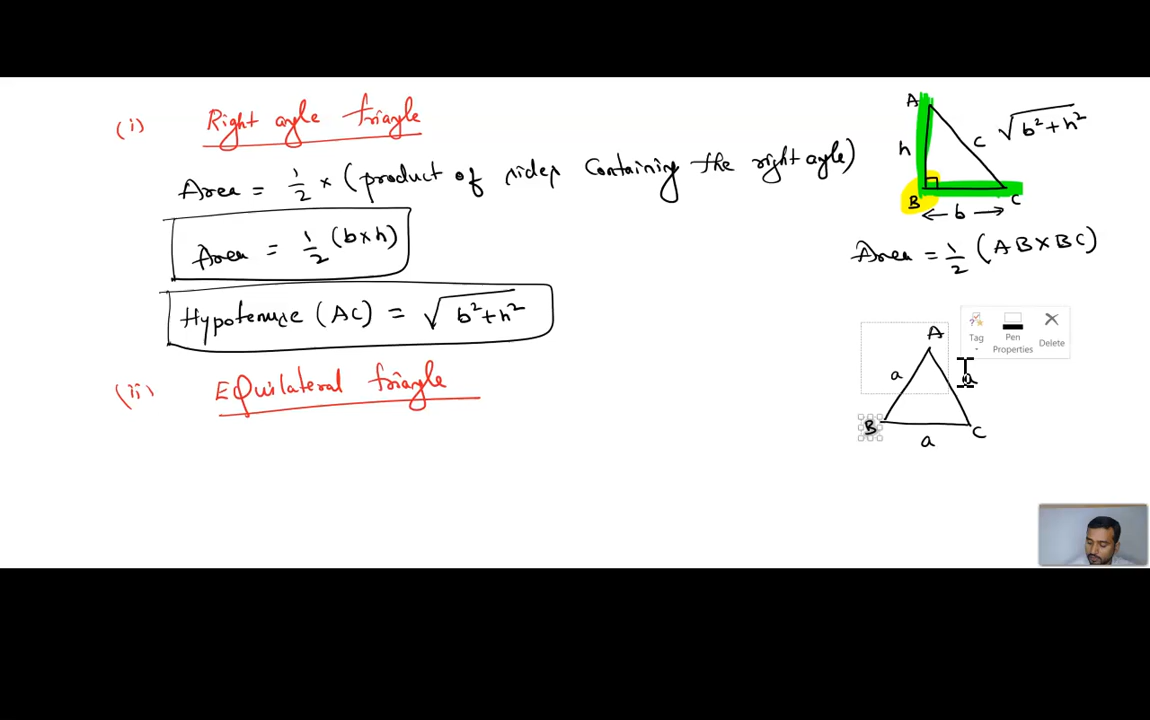 (i) Right angle triangle
Area = 1/2 × (product of sides Containing the right angle)
Area = 1/2 (b×h)
Hypotenuse (AC) = √b²+h²
(ii) Equilateral triangle
A
h
C
√b²+h²
B
b
C
Area = 1/2 (AB×BC)
Tag
Pen Properties
Delete
A
a
a
B
C
a